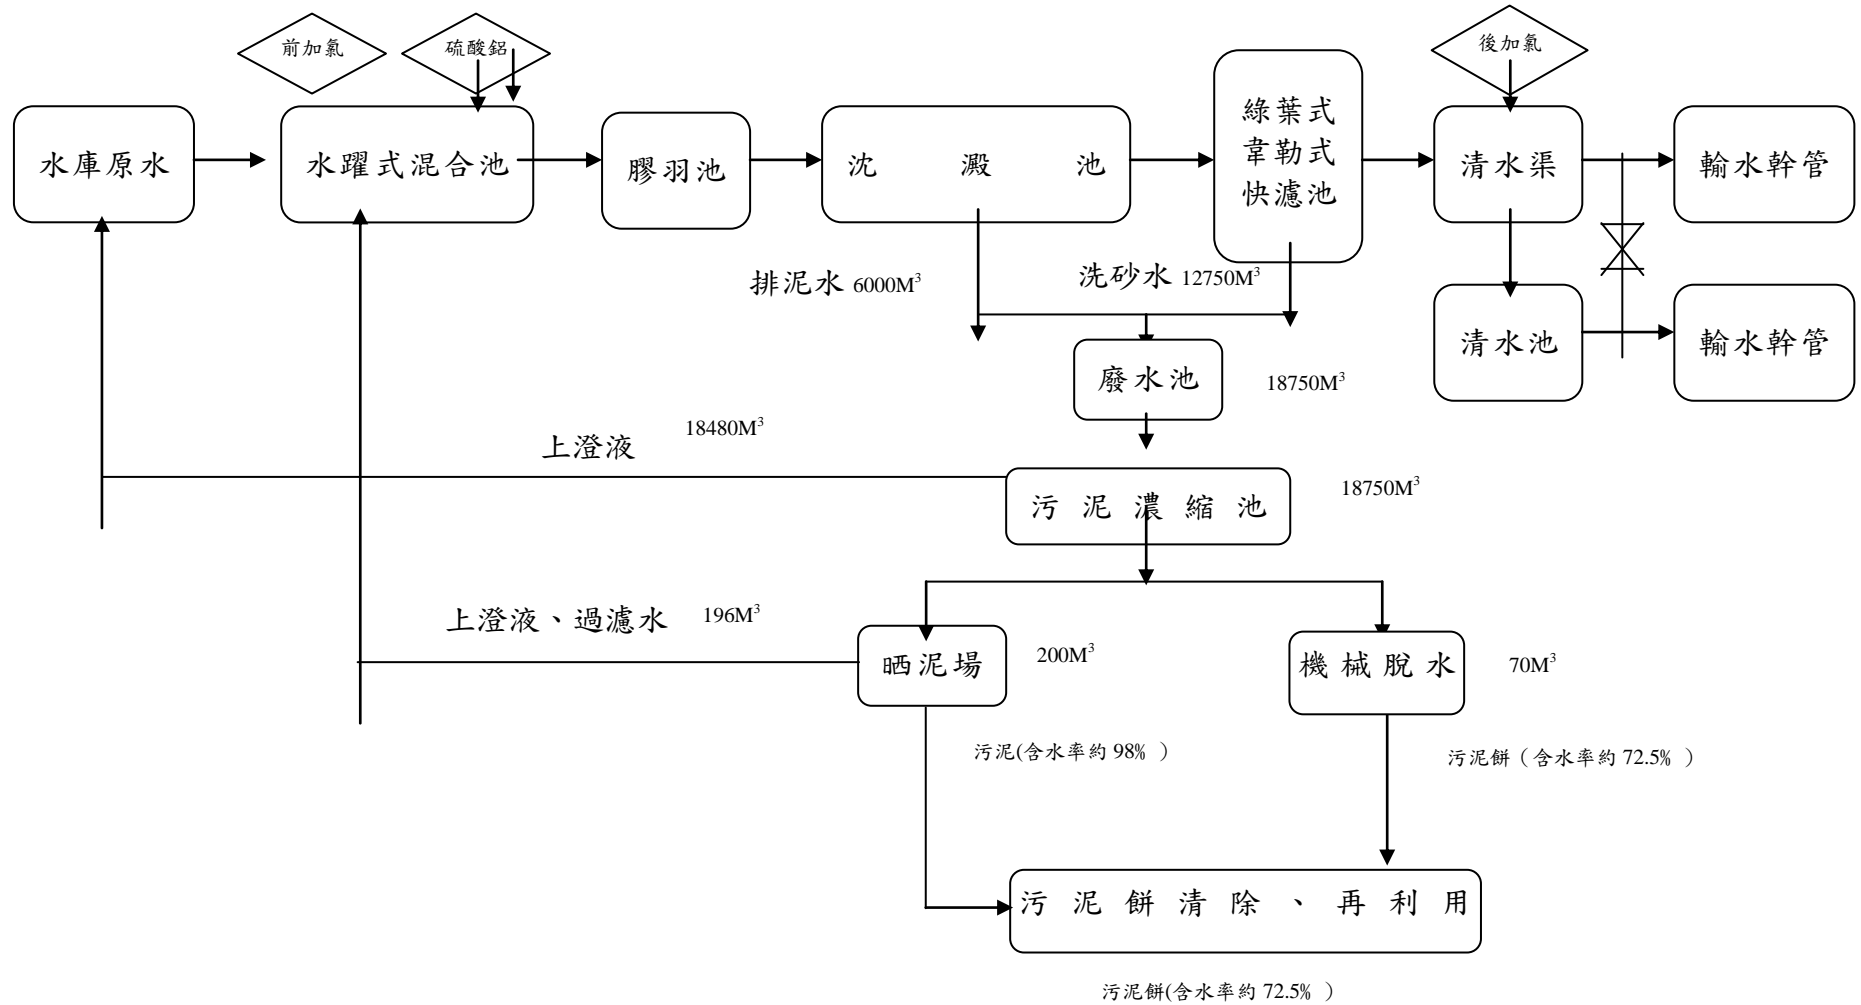 前加氯
硫酸鋁
後加氯
水庫原水
水躍式混合池
膠羽池
沈澱池
綠葉式
韋勒式
快濾池
清水渠
輸水幹管
排泥水 6000M³
洗砂水 12750M³
清水池
輸水幹管
廢水池
18750M³
上澄液
18480M³
污泥濃縮池
18750M³
上澄液、過濾水 196M³
晒泥場
200M³
機械脫水
70M³
污泥(含水率約 98% )
污泥餅（含水率約 72.5% ）
污泥餅清除、再利用
污泥餅(含水率約 72.5% )